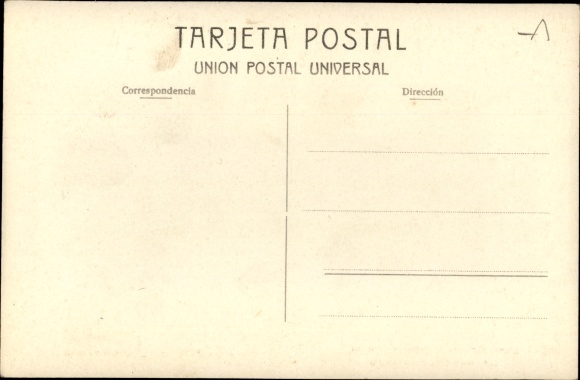 TARJETA POSTAL
UNION POSTAL UNIVERSAL
Correspondencia
Dirección